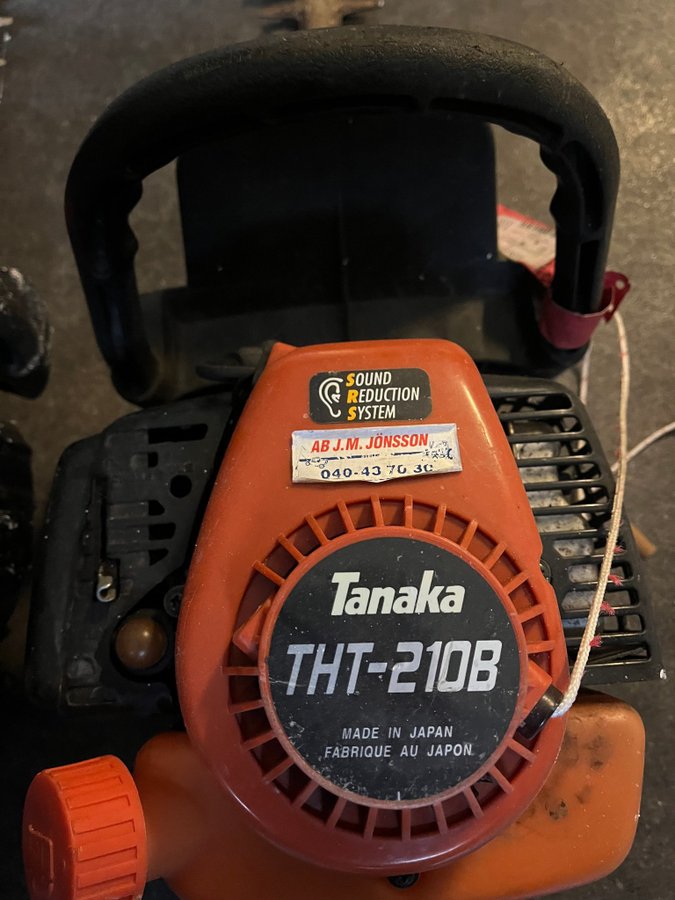 SOUND
REDUCTION
SYSTEM
AB J.M. JÖNSSON
040-43 70 30
Tanaka
THT-210B
MADE IN JAPAN
FABRIQUE AU JAPON